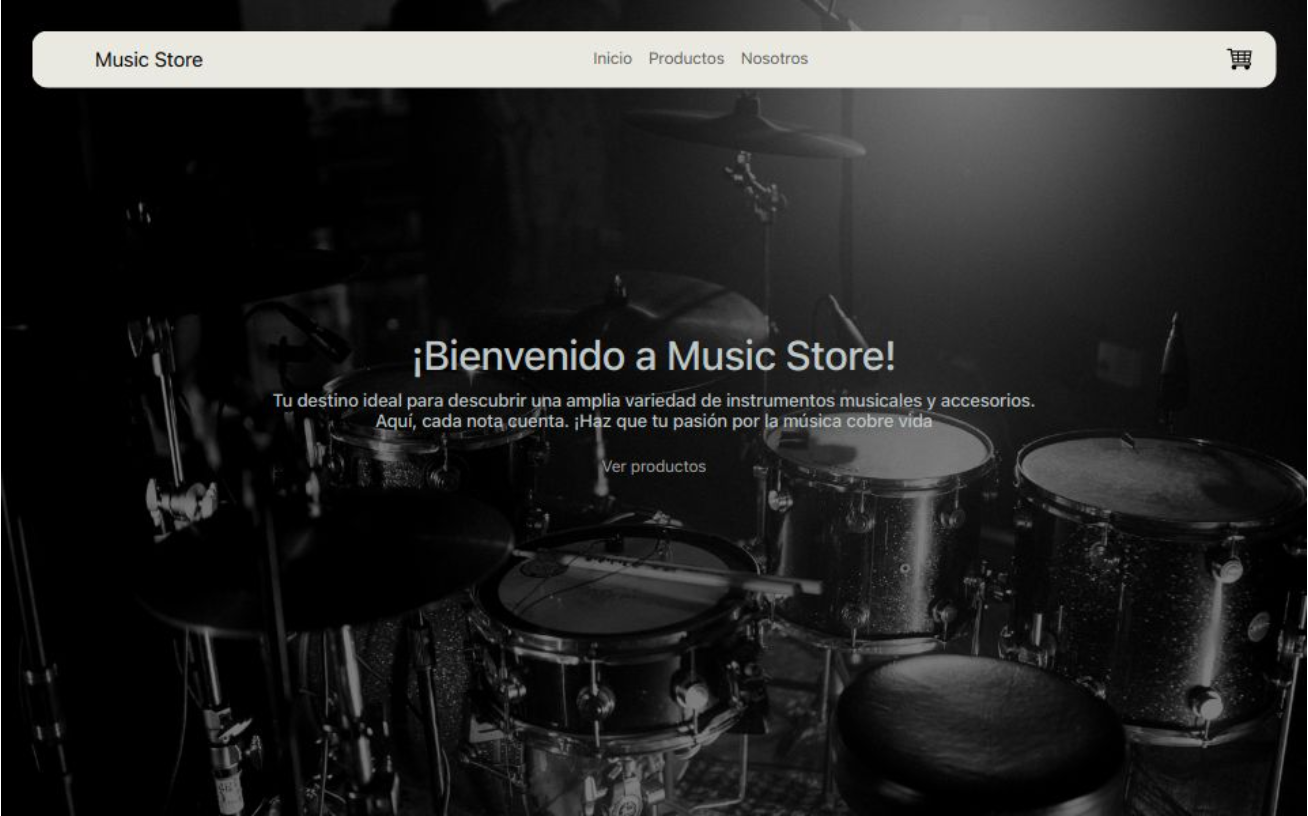 Music Store
Inicio Productos Nosotros
¡Bienvenido a Music Store!
Tu destino ideal para descubrir una amplia variedad de instrumentos musicales y accesorios.
Aquí, cada nota cuenta. ¡Haz que tu pasión por la música cobre vida
Ver productos